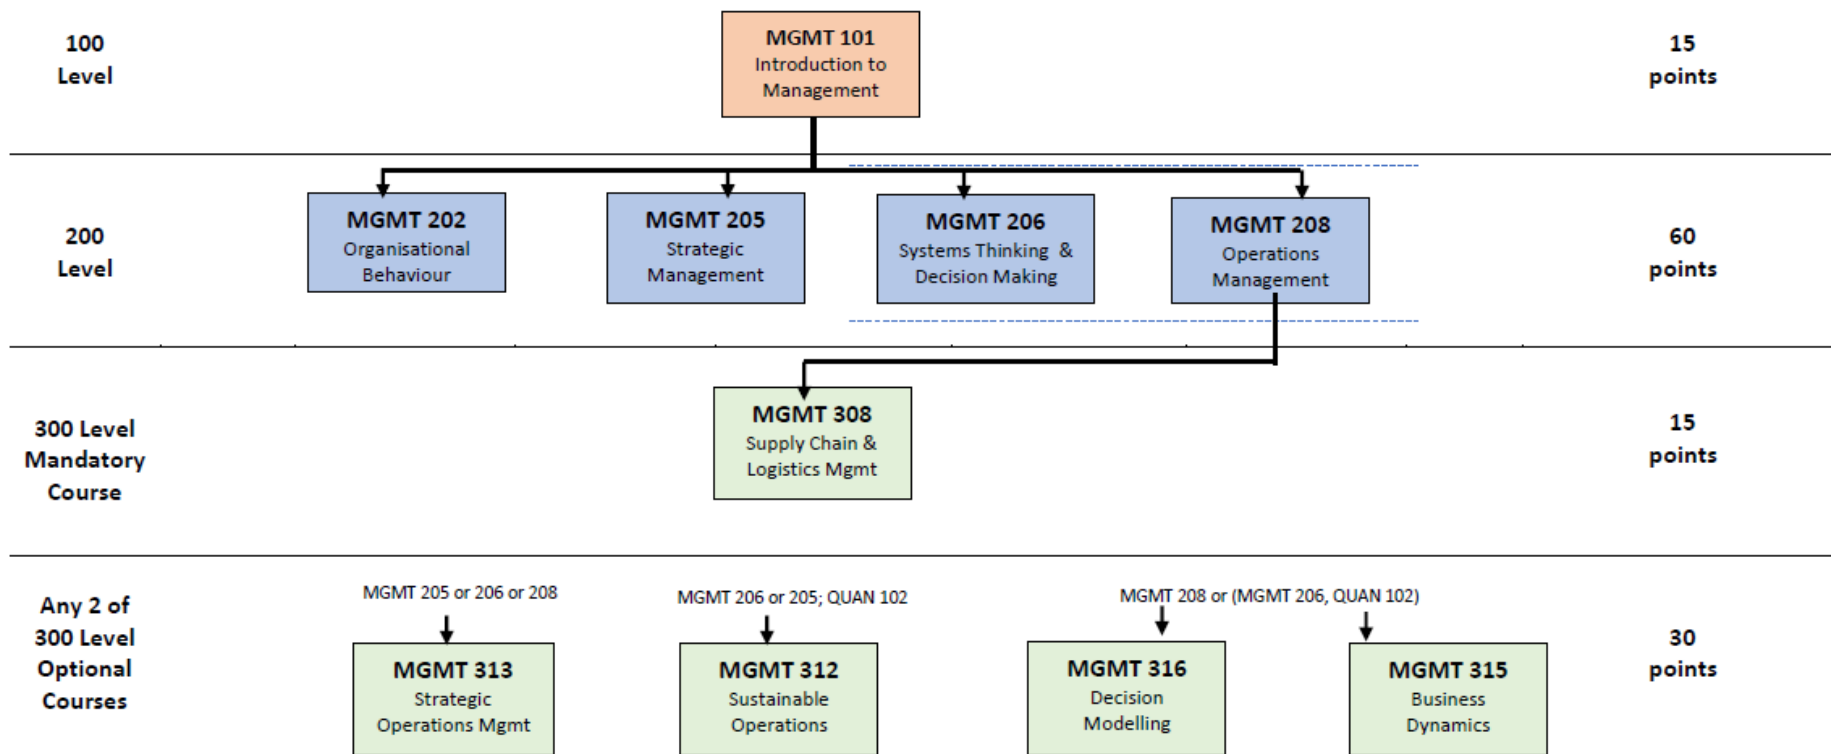 100
Level
MGMT 101
Introduction to
Management
15
points
200
Level
MGMT 202
Organisational
Behaviour
MGMT 205
Strategic
Management
MGMT 206
Systems Thinking &
Decision Making
MGMT 208
Operations
Management
60
points
300 Level
Mandatory
Course
MGMT 308
Supply Chain &
Logistics Mgmt
15
points
Any 2 of
300 Level
Optional
Courses
MGMT 205 or 206 or 208
MGMT 313
Strategic
Operations Mgmt
MGMT 206 or 205; QUAN 102
MGMT 312
Sustainable
Operations
MGMT 208 or (MGMT 206, QUAN 102)
MGMT 316
Decision
Modelling
MGMT 315
Business
Dynamics
30
points